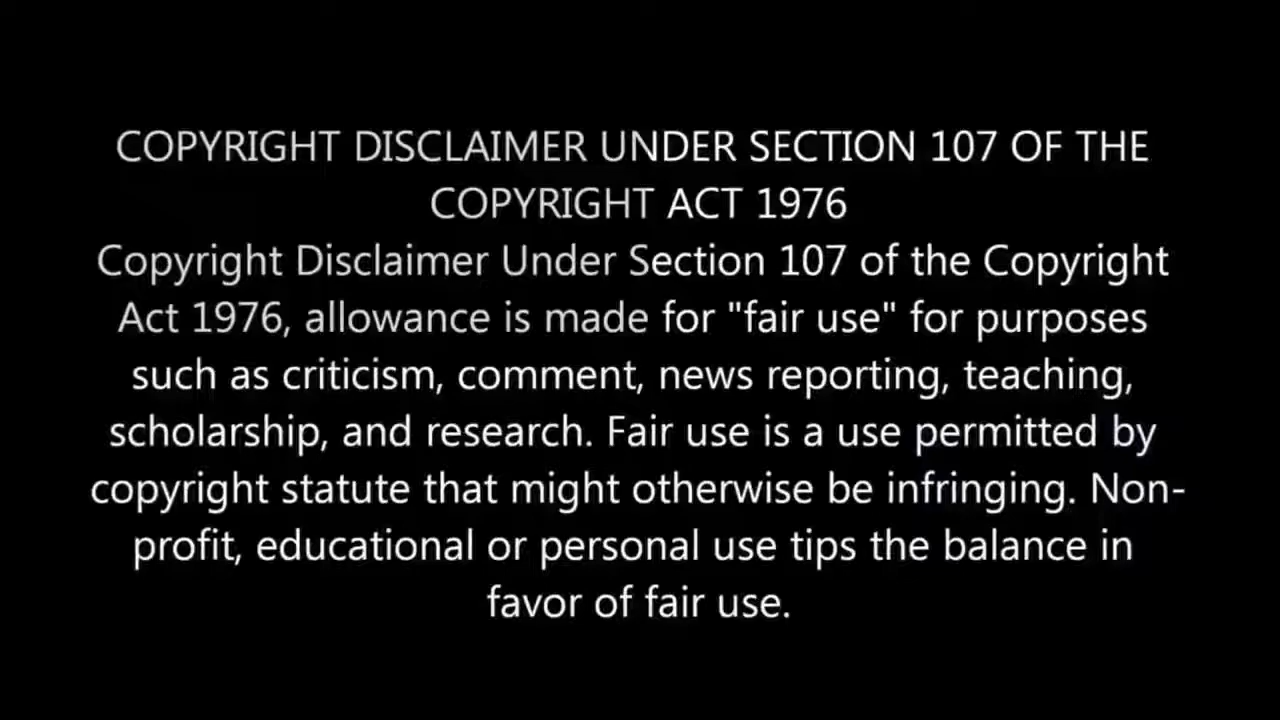 COPYRIGHT DISCLAIMER UNDER SECTION 107 OF THE
COPYRIGHT ACT 1976
Copyright Disclaimer Under Section 107 of the Copyright
Act 1976, allowance is made for "fair use" for purposes
such as criticism, comment, news reporting, teaching,
scholarship, and research. Fair use is a use permitted by
copyright statute that might otherwise be infringing. Non-
profit, educational or personal use tips the balance in
favor of fair use.